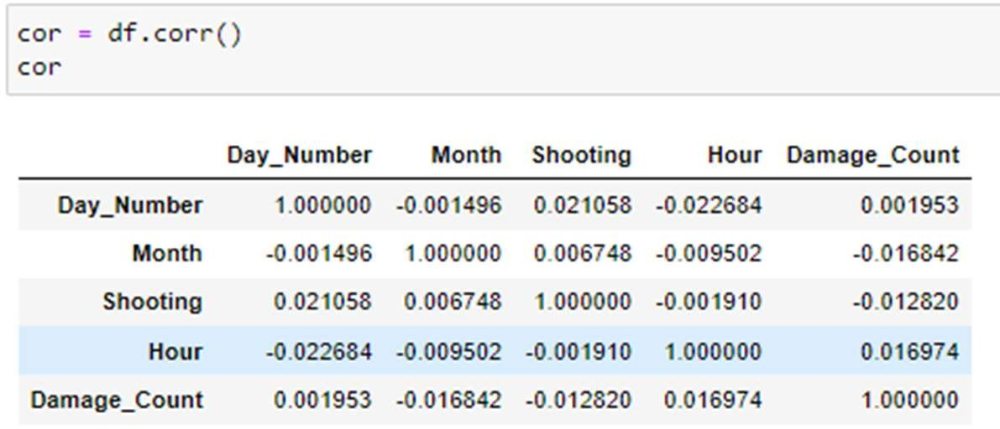 cor = df.corr()
cor
Day_Number Month Shooting Hour Damage_Count
Day_Number 1.000000 -0.001496 0.021058 -0.022684 0.001953
Month -0.001496 1.000000 0.006748 -0.009502 -0.016842
Shooting 0.021058 0.006748 1.000000 -0.001910 -0.012820
Hour -0.022684 -0.009502 -0.001910 1.000000 0.016974
Damage_Count 0.001953 -0.016842 -0.012820 0.016974 1.000000